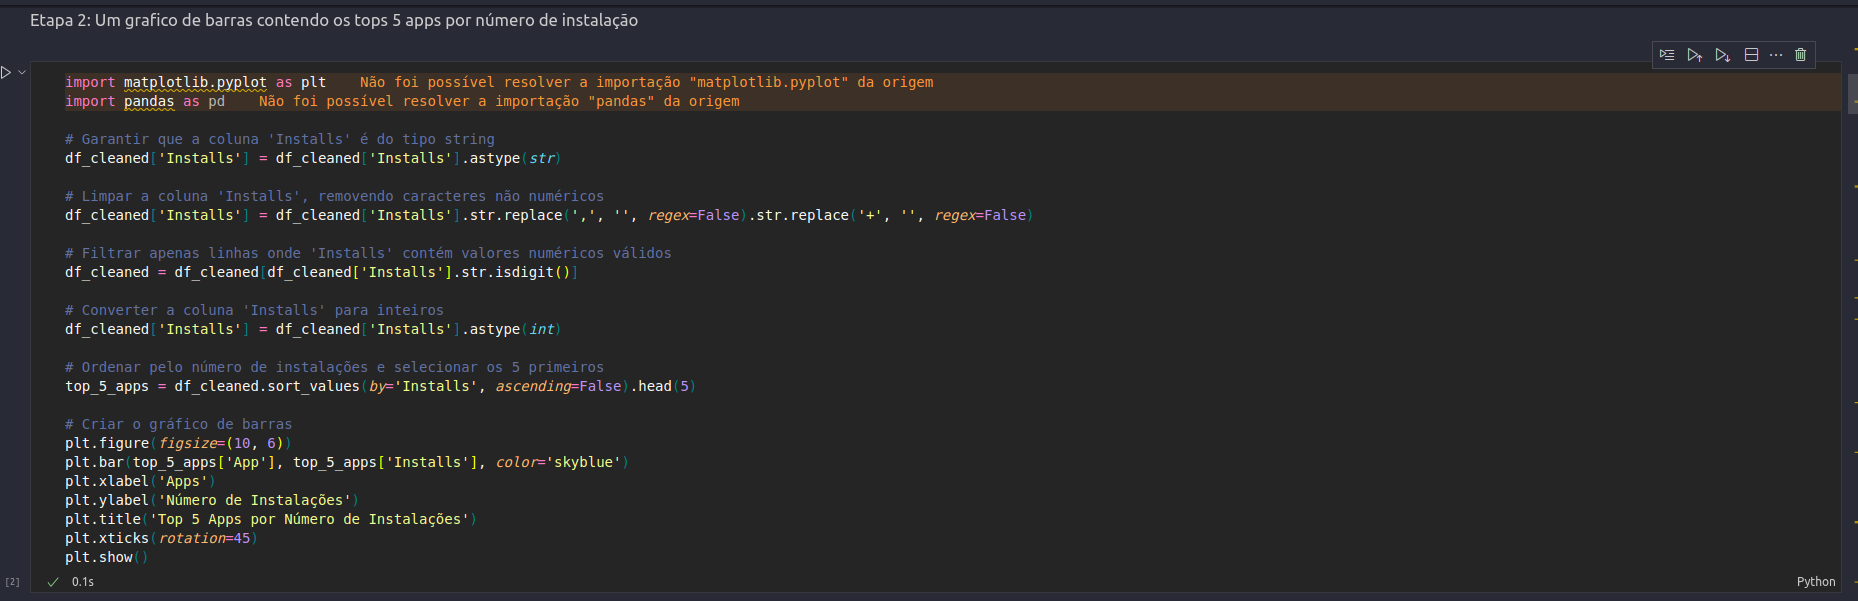 Etapa 2: Um grafico de barras contendo os tops 5 apps por número de instalação
import matplotlib.pyplot as plt    Não foi possível resolver a importação "matplotlib.pyplot" da origem
import pandas as pd    Não foi possível resolver a importação "pandas" da origem
# Garantir que a coluna 'Installs' é do tipo string
df_cleaned['Installs'] = df_cleaned['Installs'].astype(str)
# Limpar a coluna 'Installs', removendo caracteres não numéricos
df_cleaned['Installs'] = df_cleaned['Installs'].str.replace(',', '', regex=False).str.replace('+', '', regex=False)
# Filtrar apenas linhas onde 'Installs' contém valores numéricos válidos
df_cleaned = df_cleaned[df_cleaned['Installs'].str.isdigit()]
# Converter a coluna 'Installs' para inteiros
df_cleaned['Installs'] = df_cleaned['Installs'].astype(int)
# Ordenar pelo número de instalações e selecionar os 5 primeiros
top_5_apps = df_cleaned.sort_values(by='Installs', ascending=False).head(5)
# Criar o gráfico de barras
plt.figure(figsize=(10, 6))
plt.bar(top_5_apps['App'], top_5_apps['Installs'], color='skyblue')
plt.xlabel('Apps')
plt.ylabel('Número de Instalações')
plt.title('Top 5 Apps por Número de Instalações')
plt.xticks(rotation=45)
plt.show()
[2] 0.1s Python